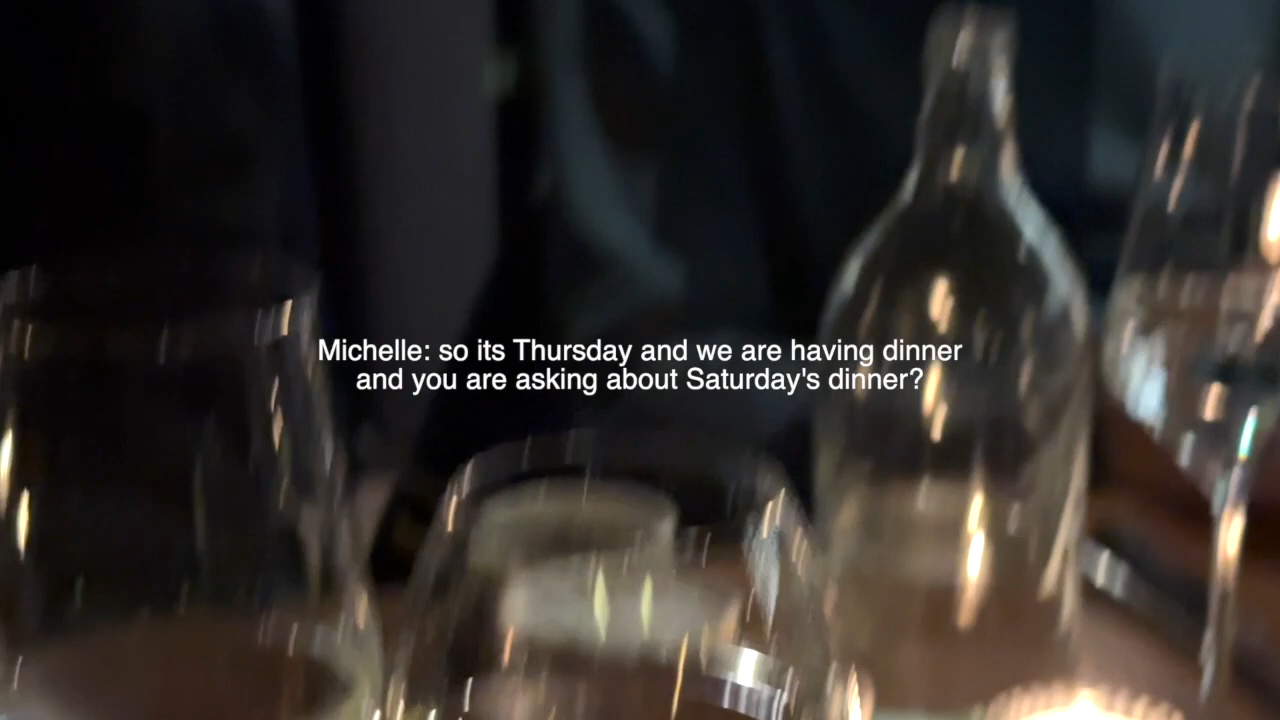 Michelle: so its Thursday and we are having dinner
and you are asking about Saturday's dinner?